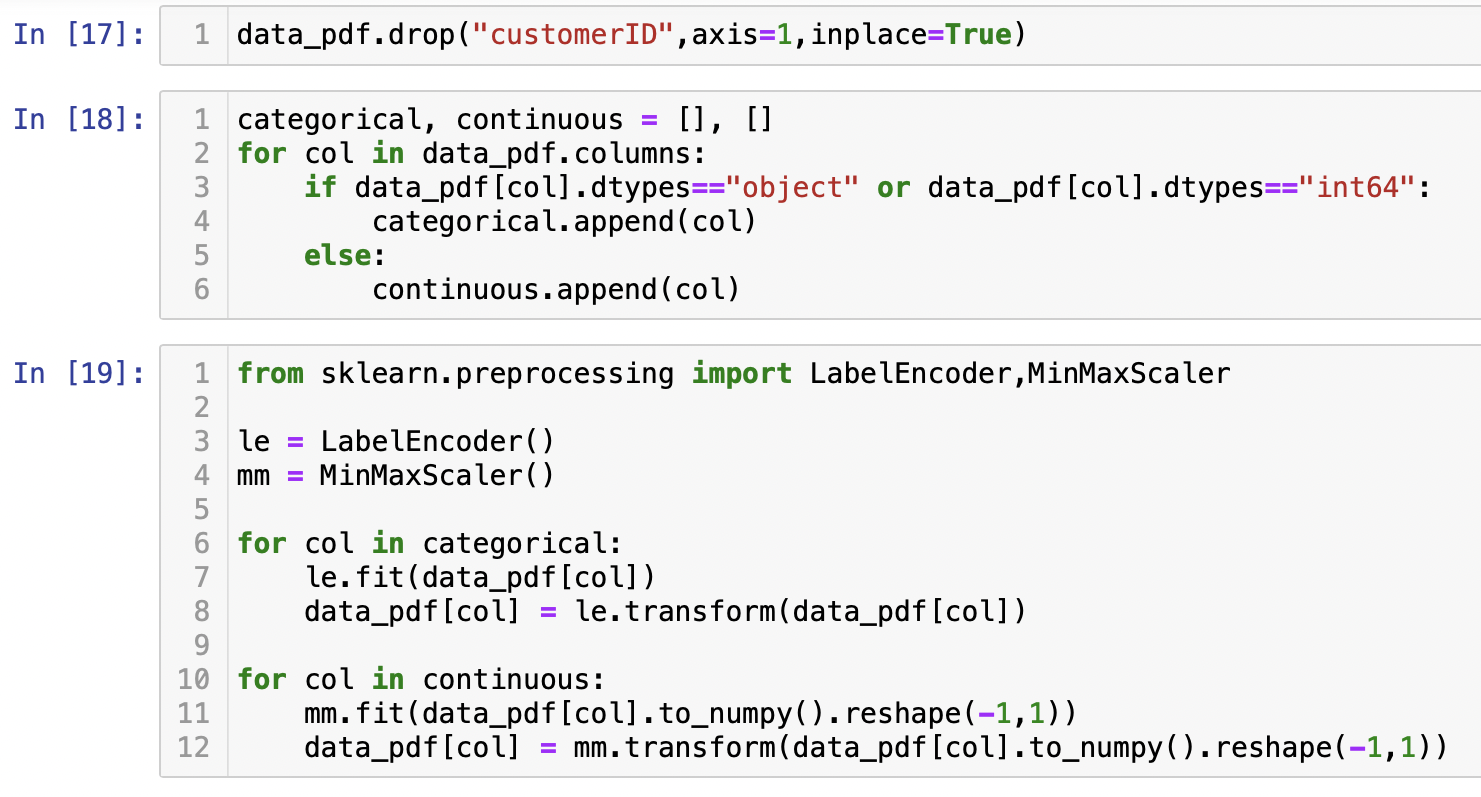 In [17]:
1 data_pdf.drop("customerID",axis=1,inplace=True)
In [18]:
1 categorical, continuous = [], []
2 for col in data_pdf.columns:
3     if data_pdf[col].dtypes=="object" or data_pdf[col].dtypes=="int64":
4         categorical.append(col)
5     else:
6         continuous.append(col)
In [19]:
1 from sklearn.preprocessing import LabelEncoder,MinMaxScaler
2
3 le = LabelEncoder()
4 mm = MinMaxScaler()
5
6 for col in categorical:
7     le.fit(data_pdf[col])
8     data_pdf[col] = le.transform(data_pdf[col])
9
10 for col in continuous:
11     mm.fit(data_pdf[col].to_numpy().reshape(-1,1))
12     data_pdf[col] = mm.transform(data_pdf[col].to_numpy().reshape(-1,1))